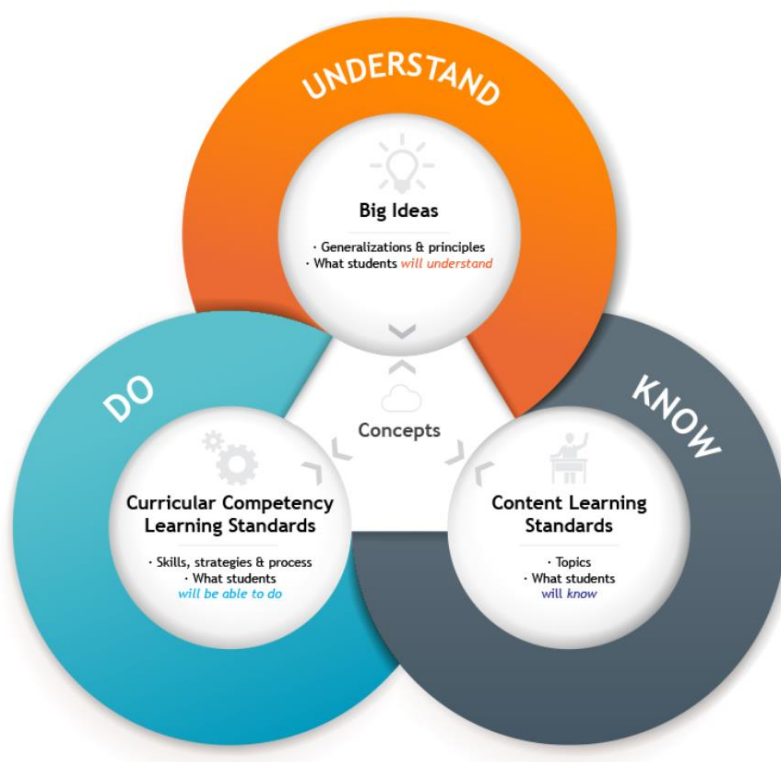 UNDERSTAND
Big Ideas
· Generalizations & principles
· What students will understand
DO
KNOW
Concepts
Curricular Competency
Learning Standards
· Skills, strategies & process
· What students
will be able to do
Content Learning
Standards
· Topics
· What students
will know